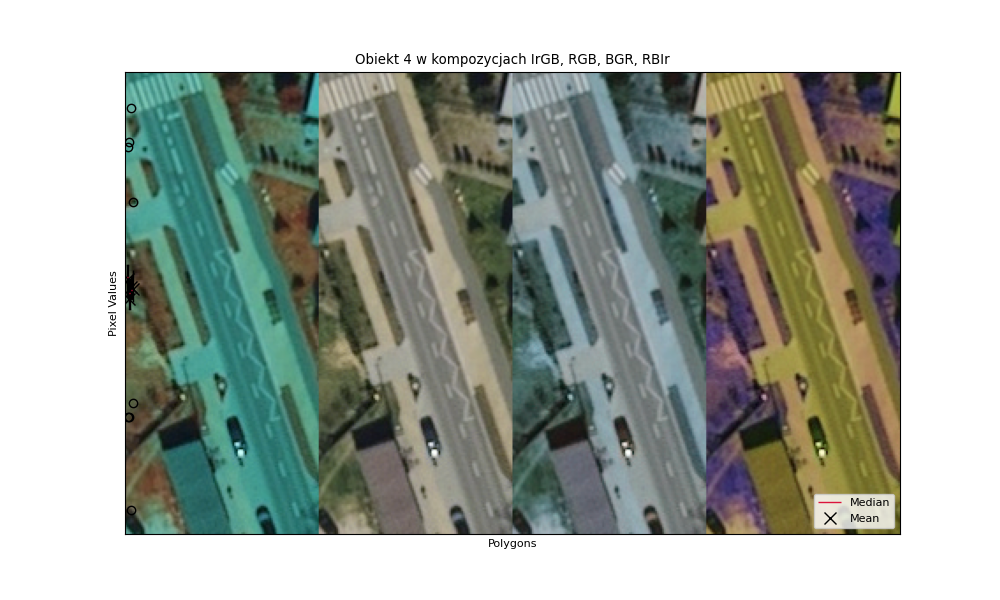 Obiekt 4 w kompozycjach IrGB, RGB, BGR, RBIr
Pixel Values
Median
Mean
Polygons